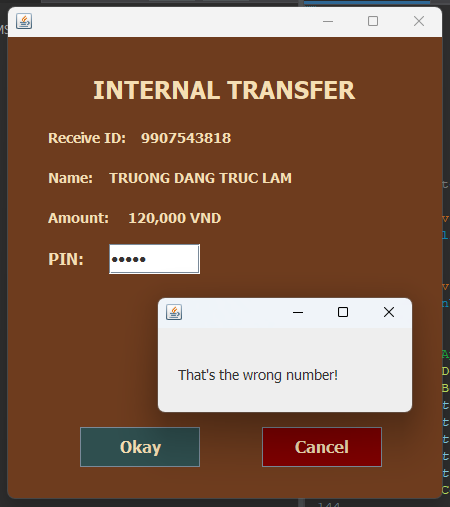 INTERNAL TRANSFER
Receive ID: 9907543818
Name: TRUONG DANG TRUC LAM
Amount: 120,000 VND
PIN: •••••
That's the wrong number!
Okay Cancel
144